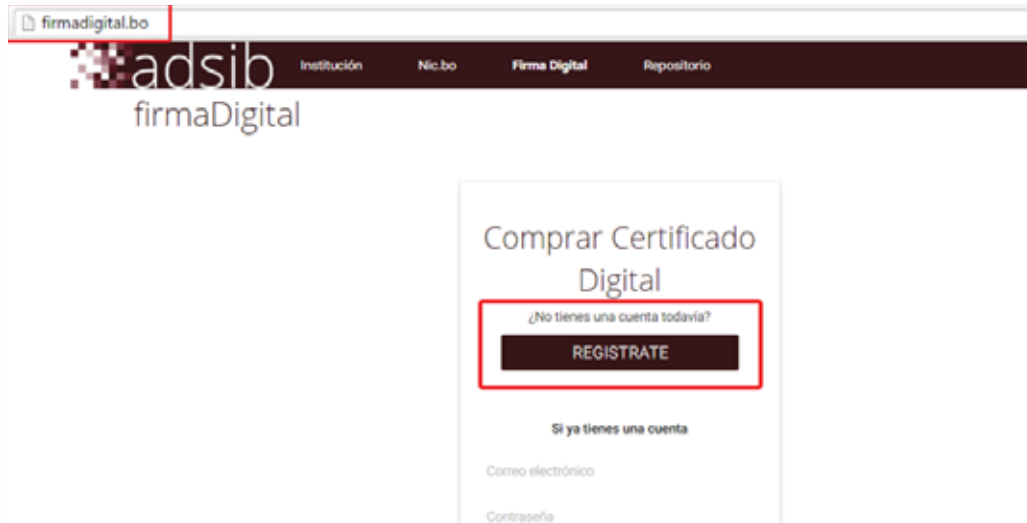 firmadigital.bo
adsib Institución Nic.bo Firma Digital Repositorio
firmaDigital
Comprar Certificado
Digital
¿No tienes una cuenta todavía?
REGISTRATE
Si ya tienes una cuenta
Correo electrónico
Contraseña